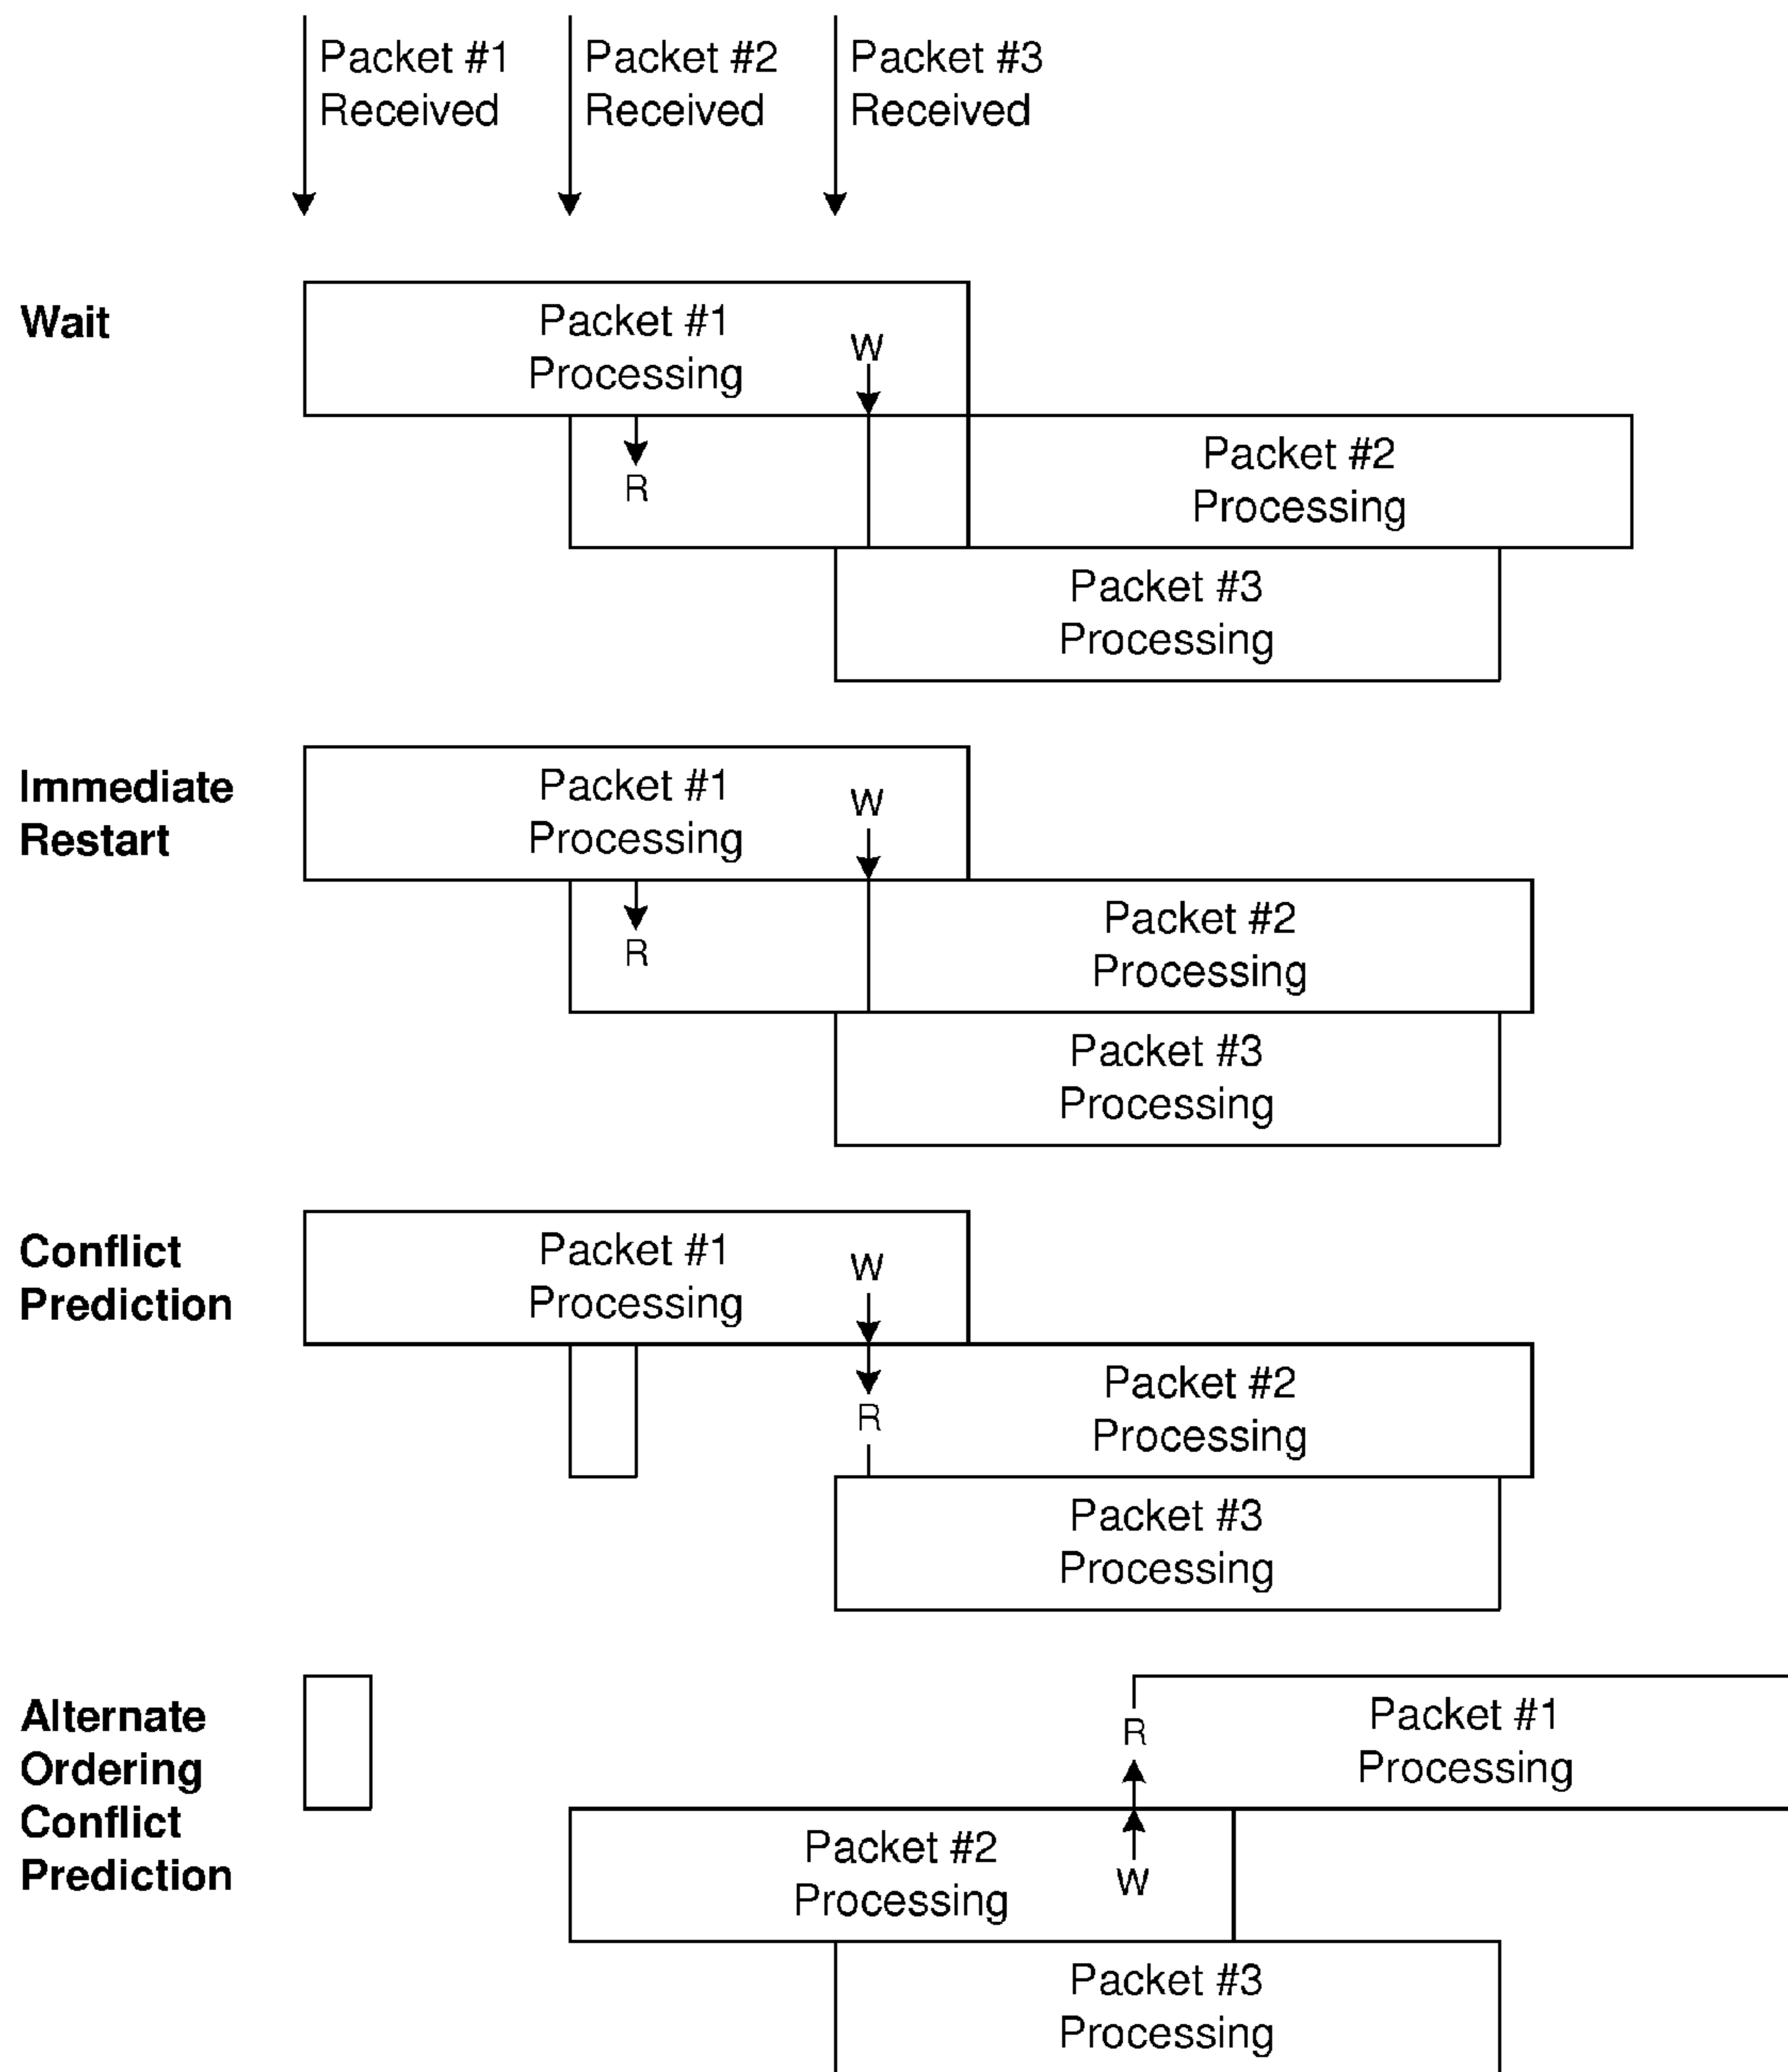 Packet #1
Received
Packet #2
Received
Packet #3
Received
Wait
Packet #1
Processing
W
R
Packet #2
Processing
Packet #3
Processing
Immediate
Restart
Packet #1
Processing
W
R
Packet #2
Processing
Packet #3
Processing
Conflict
Prediction
Packet #1
Processing
W
R
Packet #2
Processing
Packet #3
Processing
Alternate
Ordering
Conflict
Prediction
R
Packet #1
Processing
Packet #2
Processing
W
Packet #3
Processing